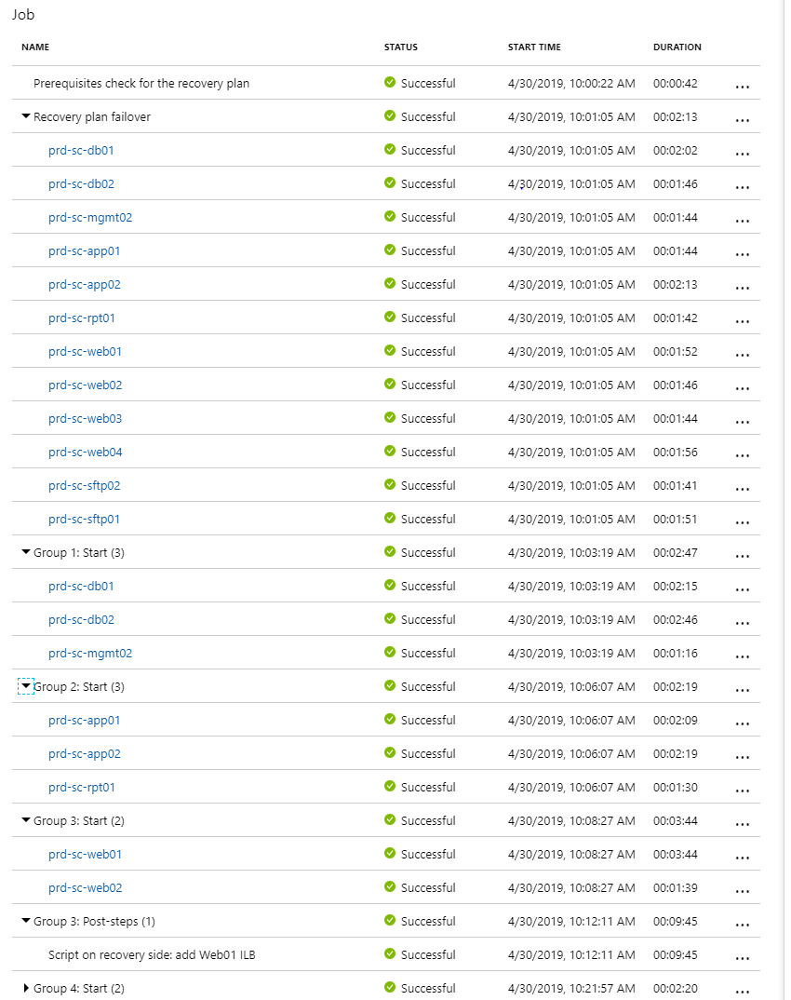 Job
NAME STATUS START TIME DURATION
Prerequisites check for the recovery plan Successful 4/30/2019, 10:00:22 AM 00:00:42 ...
Recovery plan failover Successful 4/30/2019, 10:01:05 AM 00:02:13 ...
prd-sc-db01 Successful 4/30/2019, 10:01:05 AM 00:02:02 ...
prd-sc-db02 Successful 4/30/2019, 10:01:05 AM 00:01:46 ...
prd-sc-mgmt02 Successful 4/30/2019, 10:01:05 AM 00:01:44 ...
prd-sc-app01 Successful 4/30/2019, 10:01:05 AM 00:01:44 ...
prd-sc-app02 Successful 4/30/2019, 10:01:05 AM 00:02:13 ...
prd-sc-rpt01 Successful 4/30/2019, 10:01:05 AM 00:01:42 ...
prd-sc-web01 Successful 4/30/2019, 10:01:05 AM 00:01:52 ...
prd-sc-web02 Successful 4/30/2019, 10:01:05 AM 00:01:46 ...
prd-sc-web03 Successful 4/30/2019, 10:01:05 AM 00:01:44 ...
prd-sc-web04 Successful 4/30/2019, 10:01:05 AM 00:01:56 ...
prd-sc-sftp02 Successful 4/30/2019, 10:01:05 AM 00:01:41 ...
prd-sc-sftp01 Successful 4/30/2019, 10:01:05 AM 00:01:51 ...
Group 1: Start (3) Successful 4/30/2019, 10:03:19 AM 00:02:47 ...
prd-sc-db01 Successful 4/30/2019, 10:03:19 AM 00:02:15 ...
prd-sc-db02 Successful 4/30/2019, 10:03:19 AM 00:02:46 ...
prd-sc-mgmt02 Successful 4/30/2019, 10:03:19 AM 00:01:16 ...
Group 2: Start (3) Successful 4/30/2019, 10:06:07 AM 00:02:19 ...
prd-sc-app01 Successful 4/30/2019, 10:06:07 AM 00:02:09 ...
prd-sc-app02 Successful 4/30/2019, 10:06:07 AM 00:02:19 ...
prd-sc-rpt01 Successful 4/30/2019, 10:06:07 AM 00:01:30 ...
Group 3: Start (2) Successful 4/30/2019, 10:08:27 AM 00:03:44 ...
prd-sc-web01 Successful 4/30/2019, 10:08:27 AM 00:03:44 ...
prd-sc-web02 Successful 4/30/2019, 10:08:27 AM 00:01:39 ...
Group 3: Post-steps (1) Successful 4/30/2019, 10:12:11 AM 00:09:45 ...
Script on recovery side: add Web01 ILB Successful 4/30/2019, 10:12:11 AM 00:09:45 ...
Group 4: Start (2) Successful 4/30/2019, 10:21:57 AM 00:02:20 ...